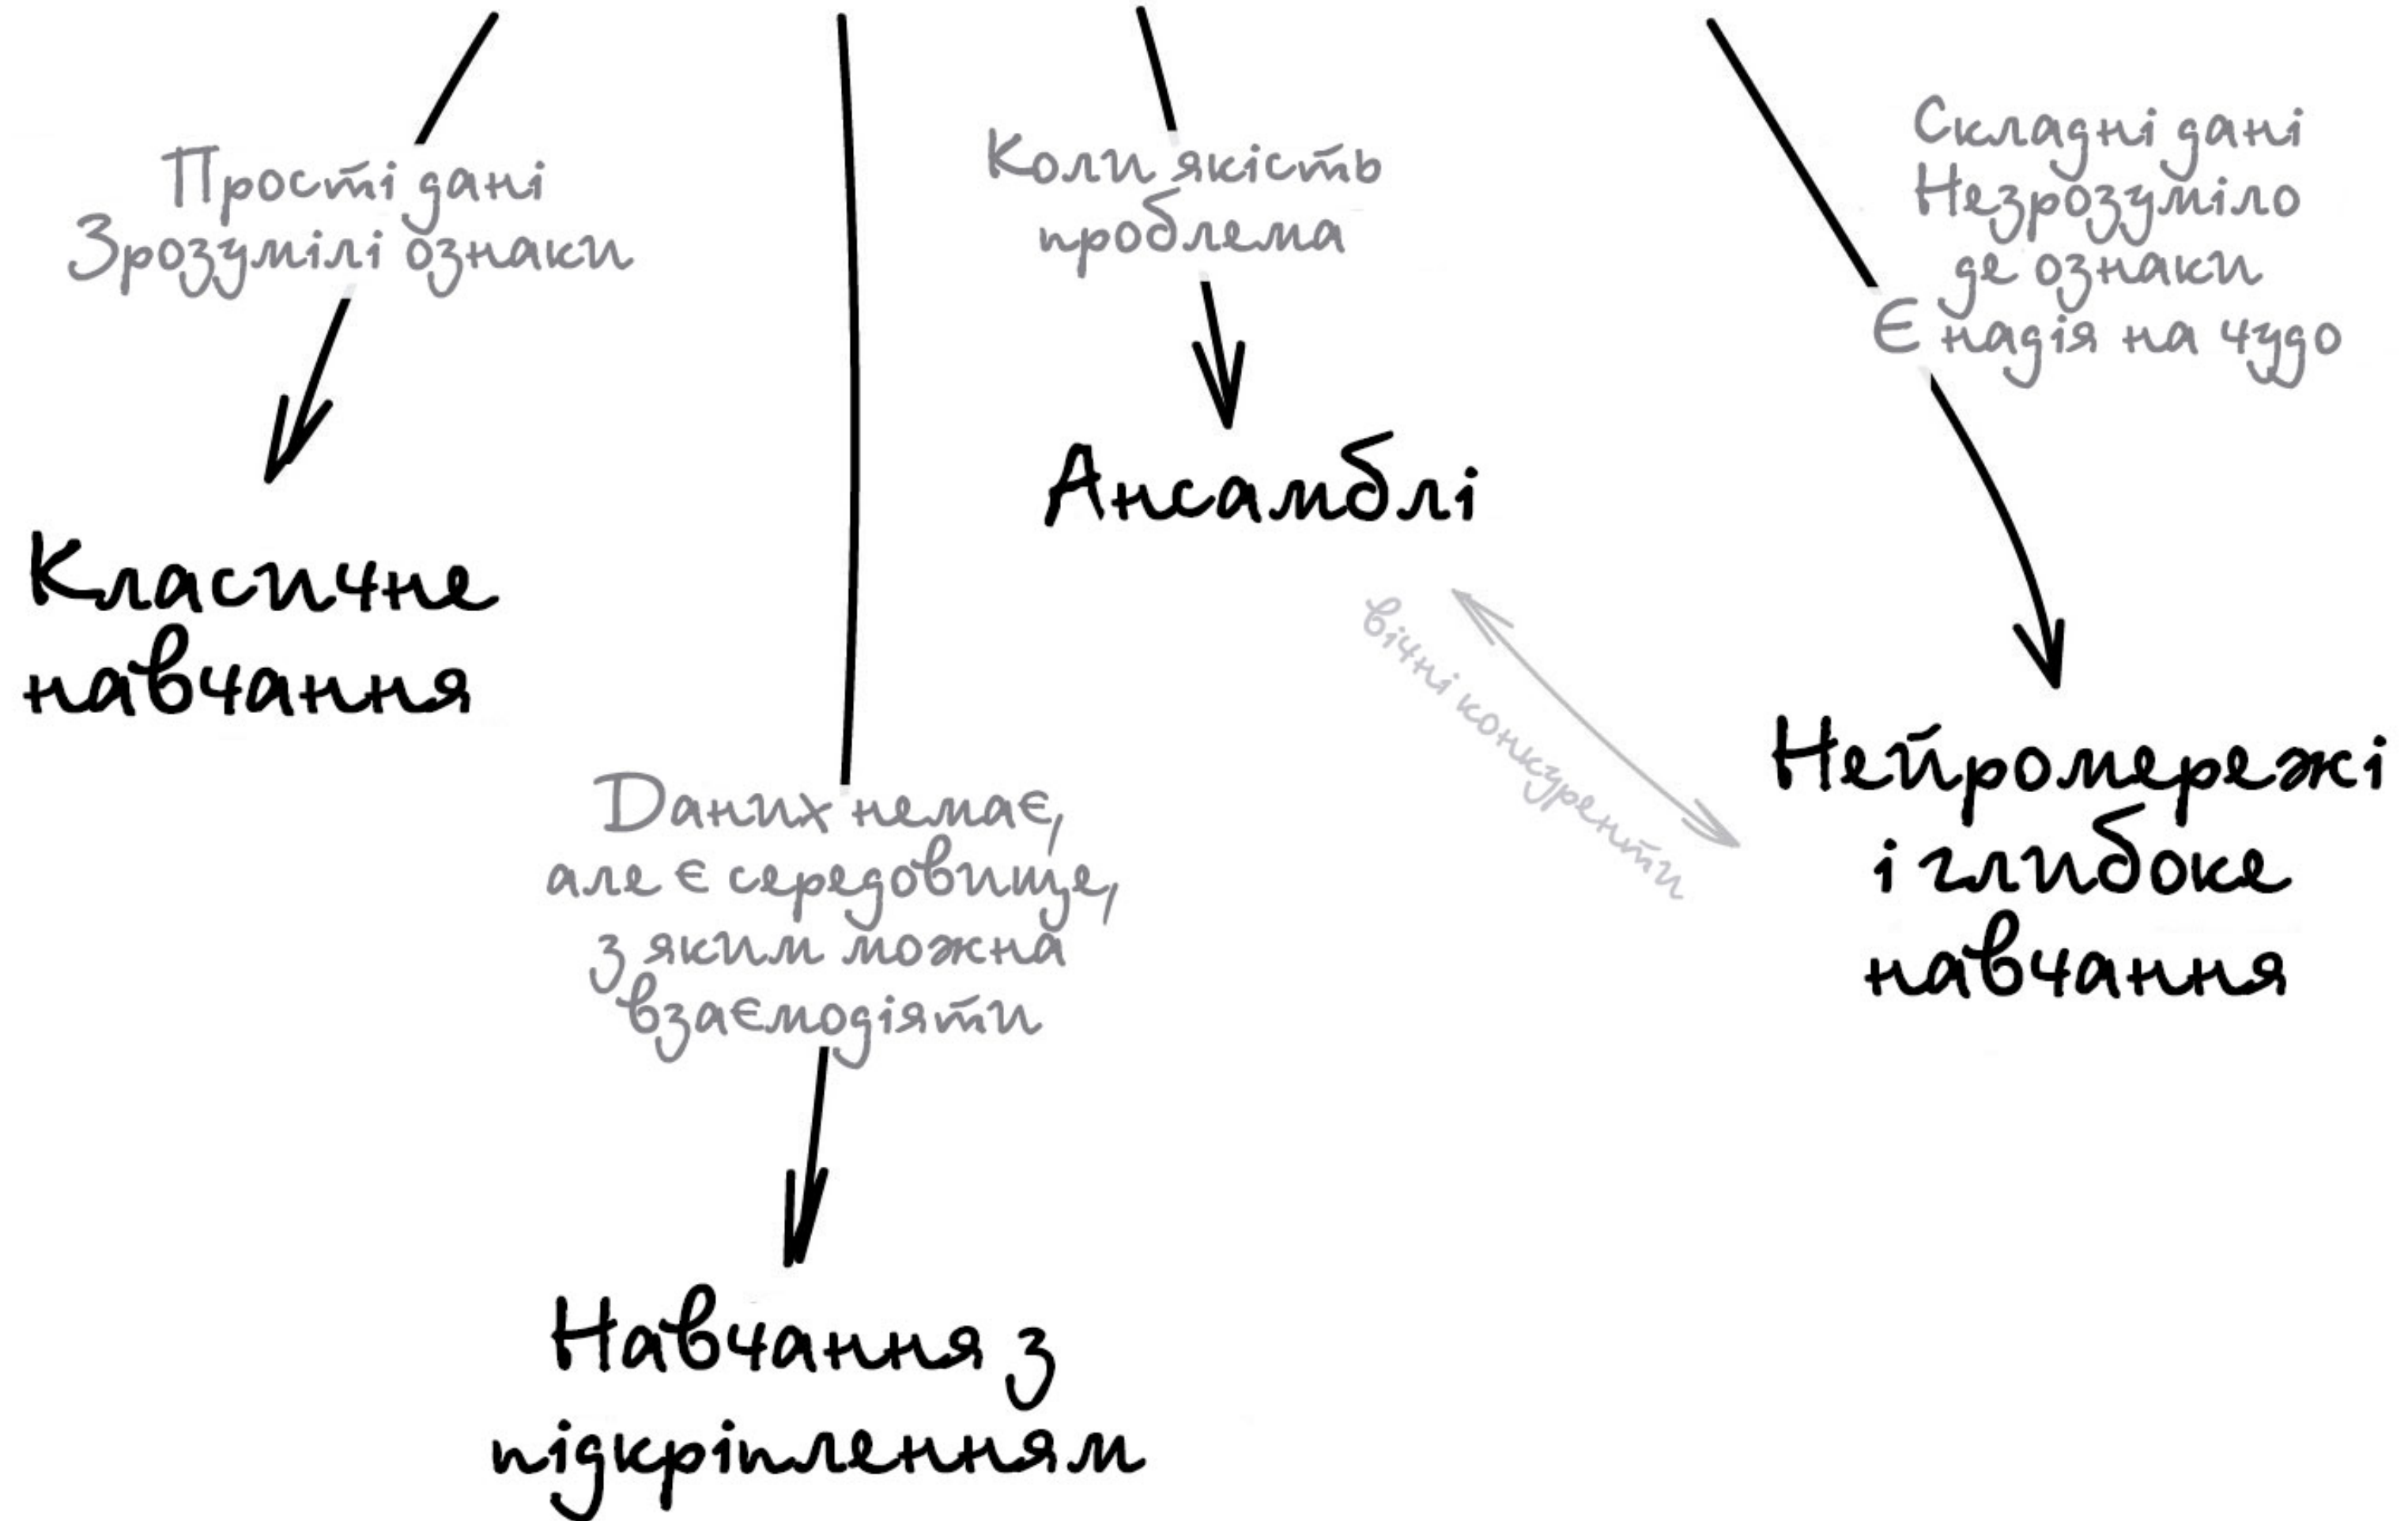 Прості дані
Зрозумілі ознаки
Класичне
навчання
Даних немає,
але є середовище,
з яким можна
взаємодіяти
Навчання з
підкріпленням
Коли якість
проблема
Ансамблі
вічні конкуренти
Складні дані
Незрозуміло
де ознаки
Є надія на чудо
Нейромережі
і глибоке
навчання